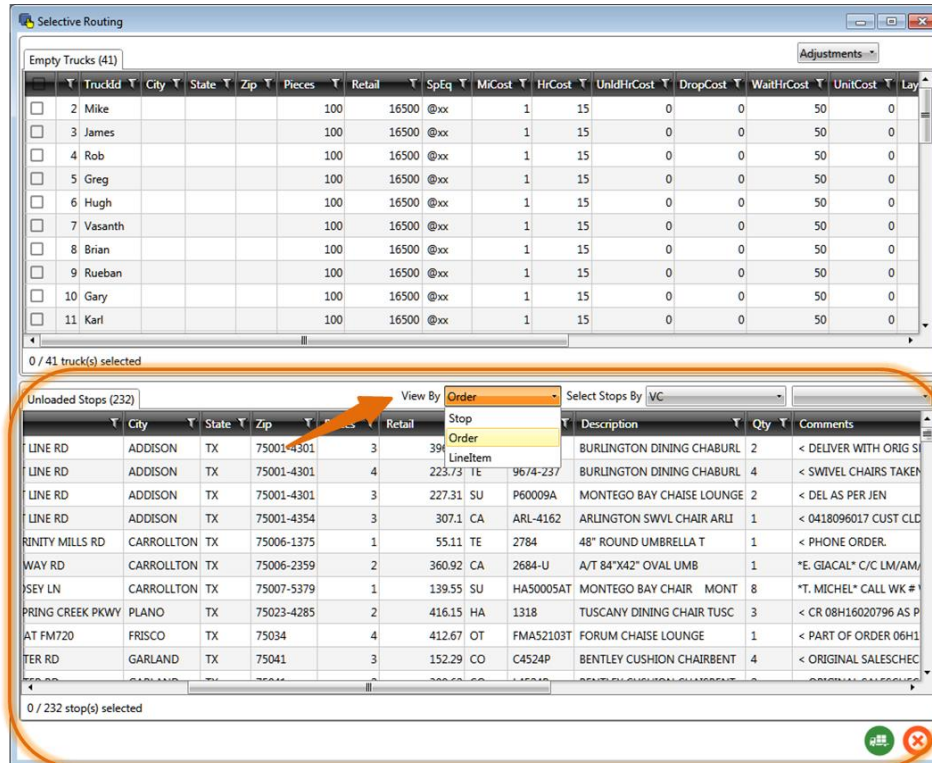 Selective Routing
Empty Trucks (41)
Adjustments
TruckId City State Zip Pieces Retail SpEq MiCost HrCost UnldHrCost DropCost WaitHrCost UnitCost Lay
2 Mike 100 16500 @xx 1 15 0 0 50 0
3 James 100 16500 @xx 1 15 0 0 50 0
4 Rob 100 16500 @xx 1 15 0 0 50 0
5 Greg 100 16500 @xx 1 15 0 0 50 0
6 Hugh 100 16500 @xx 1 15 0 0 50 0
7 Vasanth 100 16500 @xx 1 15 0 0 50 0
8 Brian 100 16500 @xx 1 15 0 0 50 0
9 Rueban 100 16500 @xx 1 15 0 0 50 0
10 Gary 100 16500 @xx 1 15 0 0 50 0
11 Karl 100 16500 @xx 1 15 0 0 50 0
0 / 41 truck(s) selected
Unloaded Stops (232) View By Order Select Stops By VC
Stop
Order
LineItem
City State Zip Retail Description Qty Comments
LINE RD ADDISON TX 75001-4301 3 BURLINGTON DINING CHABURL 2 < DELIVER WITH ORIG
LINE RD ADDISON TX 75001-4301 4 223.73 TE 9674-237 BURLINGTON DINING CHABURL 4 < SWIVEL CHAIRS TAKEN
LINE RD ADDISON TX 75001-4301 3 227.31 SU P60009A MONTEGO BAY CHAISE LOUNGE 2 < DEL AS PER JEN
LINE RD ADDISON TX 75001-4354 3 307.1 CA ARL-4162 ARLINGTON SWVL CHAIR ARLI 1 < 0418096017 CUST CLD
RINITY MILLS RD CARROLLTON TX 75006-1375 1 55.11 TE 2784 48" ROUND UMBRELLA T 1 < PHONE ORDER.
WAY RD CARROLLTON TX 75006-2359 2 360.92 CA 2684-U A/T 84"X42" OVAL UMB 1 *E. GIACAL* C/C LM/AM/
SEY LN CARROLLTON TX 75007-5379 1 139.55 SU HA50005AT MONTEGO BAY CHAIR MONT 8 *T. MICHEL* CALL WK #
PRING CREEK PKWY PLANO TX 75023-4285 2 416.15 HA 1318 TUSCANY DINING CHAIR TUSC 3 < CR 08H16020796 AS P
AT FM720 FRISCO TX 75034 4 412.67 OT FMA52103T FORUM CHAISE LOUNGE 1 < PART OF ORDER 06H1
TER RD GARLAND TX 75041 3 152.29 CO C4524P BENTLEY CUSHION CHAIRBENT 4 < ORIGINAL SALESCHEC
0 / 232 stop(s) selected